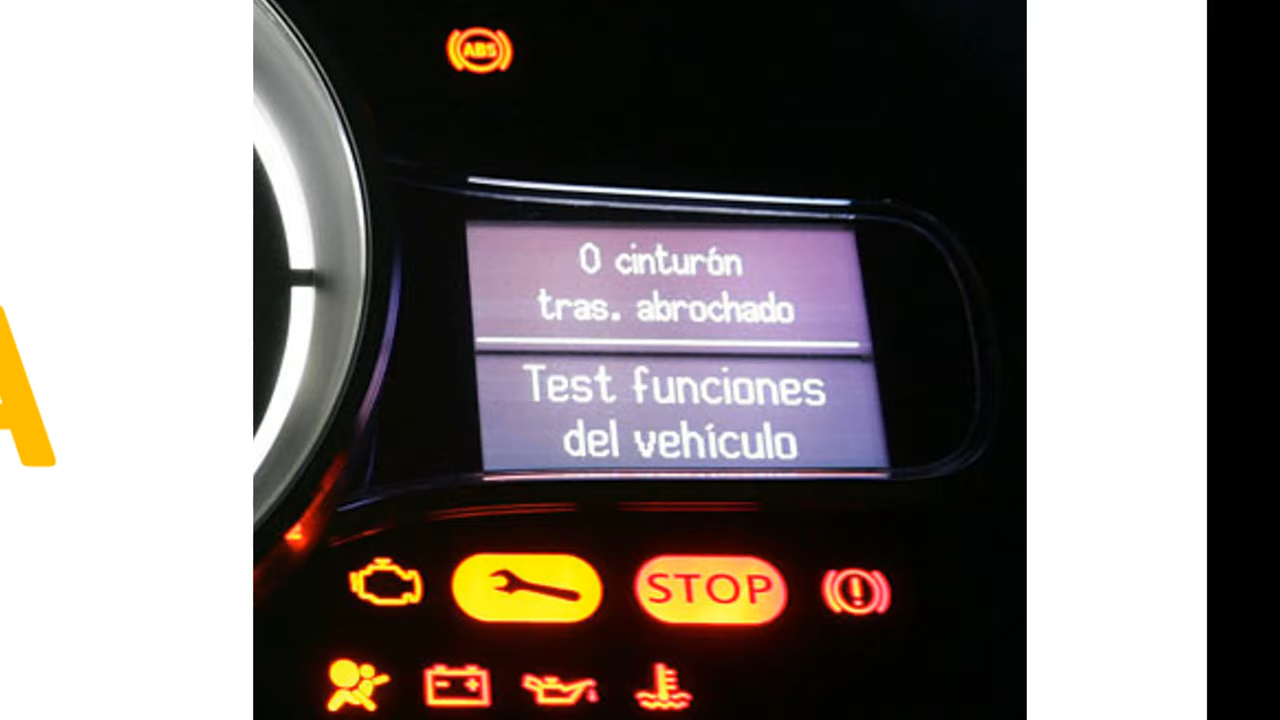 ABS
0 cinturón
tras. abrochado
Test funciones
del vehículo
STOP
A